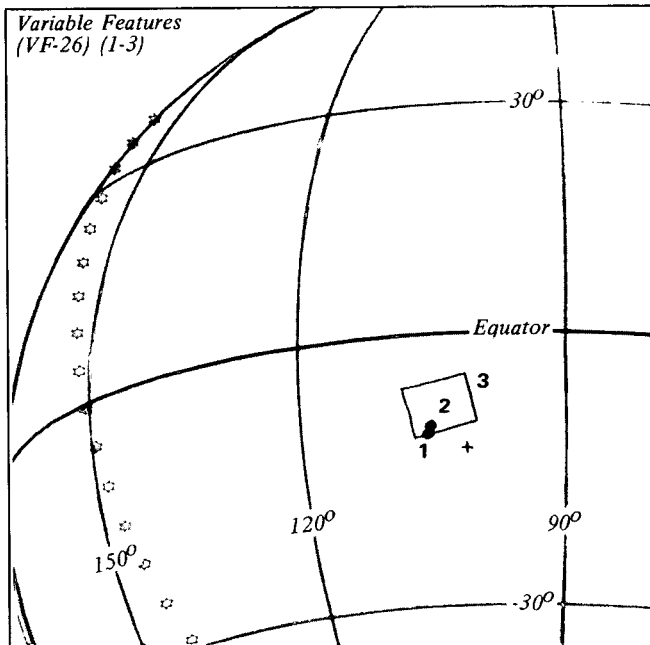 Variable Features
(VF-26) (1-3)
30°
Equator
3
2
1
120°
90°
150°
-30°